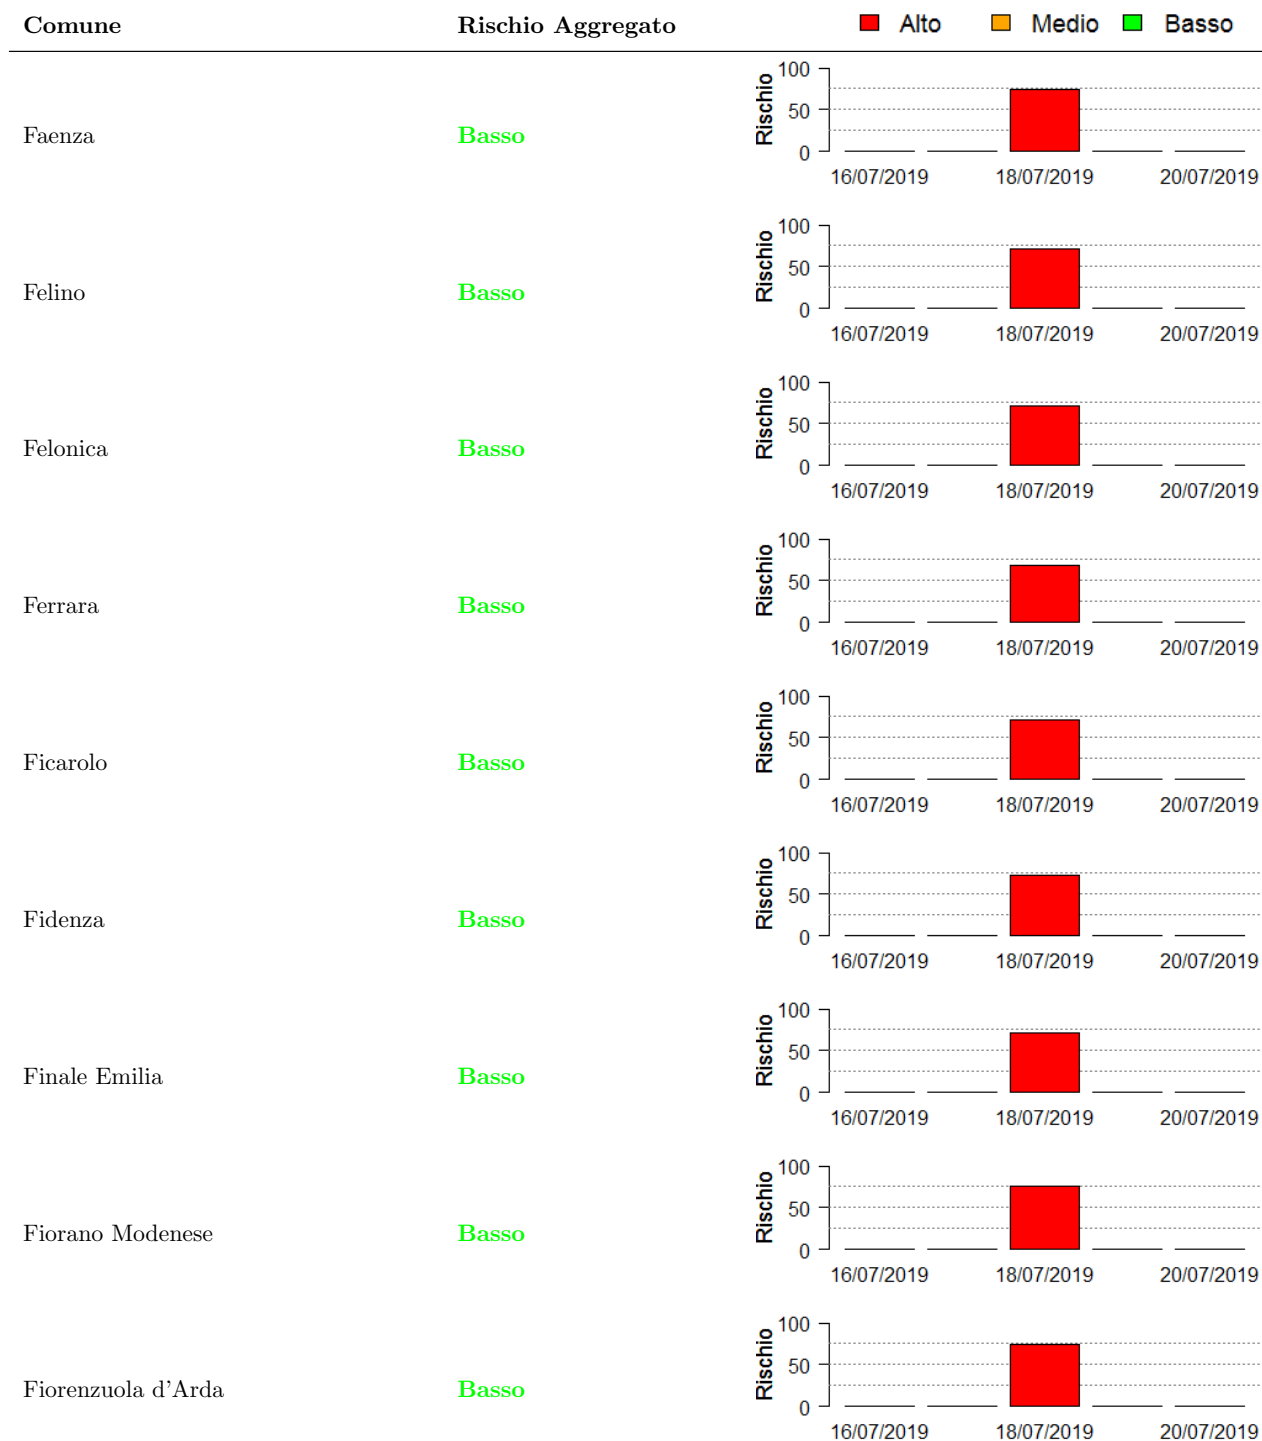 Comune Rischio Aggregato Alto Medio Basso
Faenza Basso
Rischio
100
50
0
16/07/2019 18/07/2019 20/07/2019
Felino Basso
Rischio
100
50
0
16/07/2019 18/07/2019 20/07/2019
Felonica Basso
Rischio
100
50
0
16/07/2019 18/07/2019 20/07/2019
Ferrara Basso
Rischio
100
50
0
16/07/2019 18/07/2019 20/07/2019
Ficarolo Basso
Rischio
100
50
0
16/07/2019 18/07/2019 20/07/2019
Fidenza Basso
Rischio
100
50
0
16/07/2019 18/07/2019 20/07/2019
Finale Emilia Basso
Rischio
100
50
0
16/07/2019 18/07/2019 20/07/2019
Fiorano Modenese Basso
Rischio
100
50
0
16/07/2019 18/07/2019 20/07/2019
Fiorenzuola d'Arda Basso
Rischio
100
50
0
16/07/2019 18/07/2019 20/07/2019